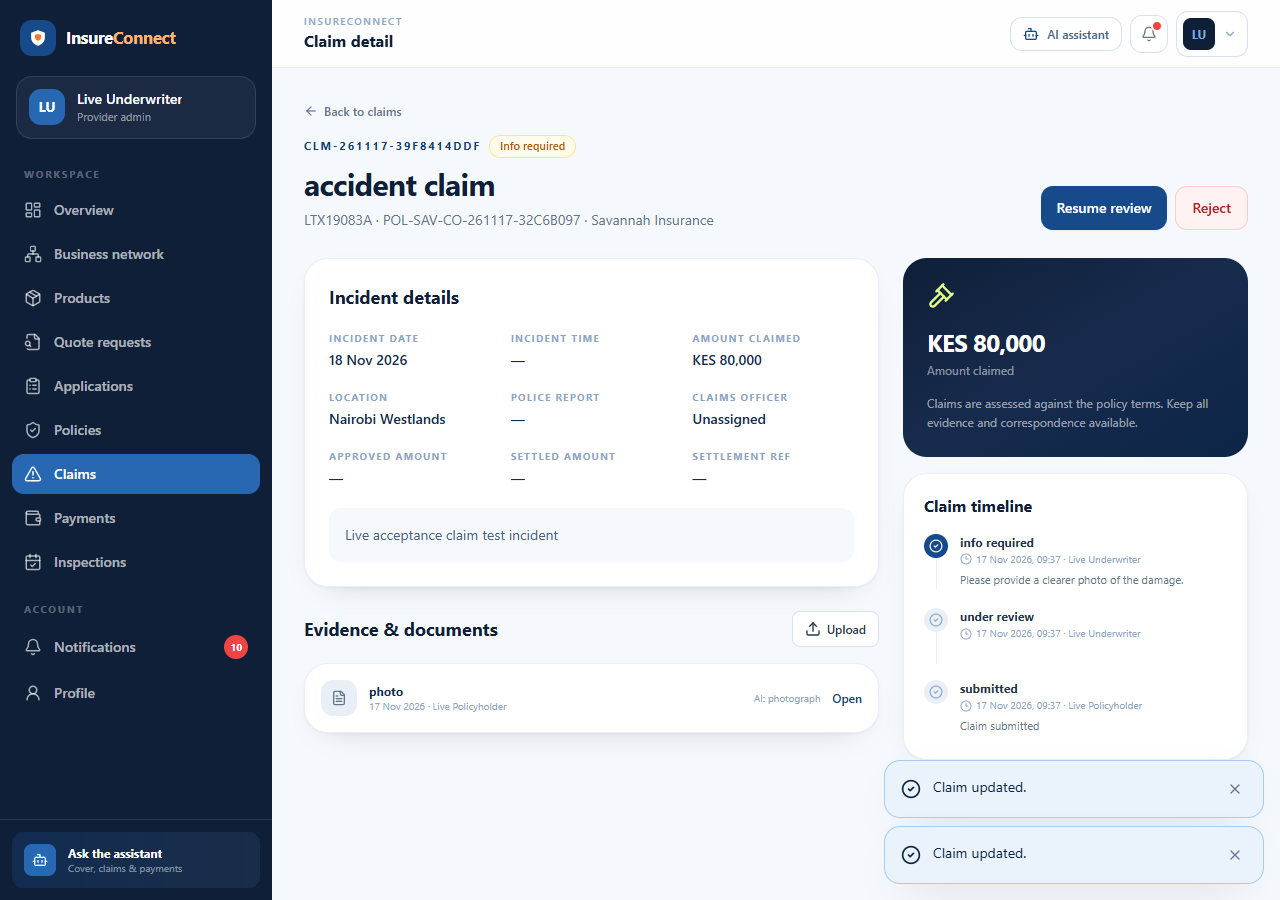 InsureConnect
LU
Live Underwriter
Provider admin
WORKSPACE
Overview
Business network
Products
Quote requests
Applications
Policies
Claims
Payments
Inspections
ACCOUNT
Notifications
10
Profile
Ask the assistant
Cover, claims & payments
INSURECONNECT
Claim detail
AI assistant
LU
Back to claims
CLM-261117-39F8414DDF
Info required
accident claim
LTX19083A · POL-SAV-CO-261117-32C6B097 · Savannah Insurance
Resume review
Reject
Incident details
INCIDENT DATE
18 Nov 2026
INCIDENT TIME
—
AMOUNT CLAIMED
KES 80,000
LOCATION
Nairobi Westlands
POLICE REPORT
—
CLAIMS OFFICER
Unassigned
APPROVED AMOUNT
—
SETTLED AMOUNT
—
SETTLEMENT REF
—
Live acceptance claim test incident
Evidence & documents
Upload
photo
17 Nov 2026 · Live Policyholder
AI: photograph
Open
KES 80,000
Amount claimed
Claims are assessed against the policy terms. Keep all
evidence and correspondence available.
Claim timeline
info required
17 Nov 2026, 09:37 · Live Underwriter
Please provide a clearer photo of the damage.
under review
17 Nov 2026, 09:37 · Live Underwriter
submitted
17 Nov 2026, 09:37 · Live Policyholder
Claim submitted
Claim updated.
Claim updated.